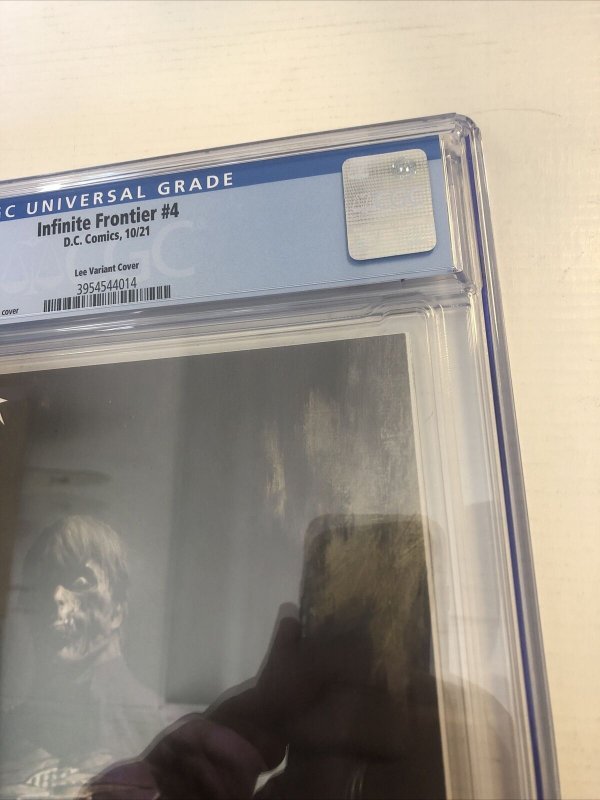 UNIVERSAL GRADE
Infinite Frontier #4
D.C. Comics, 10/21
Lee Variant Cover
3954544014
cover